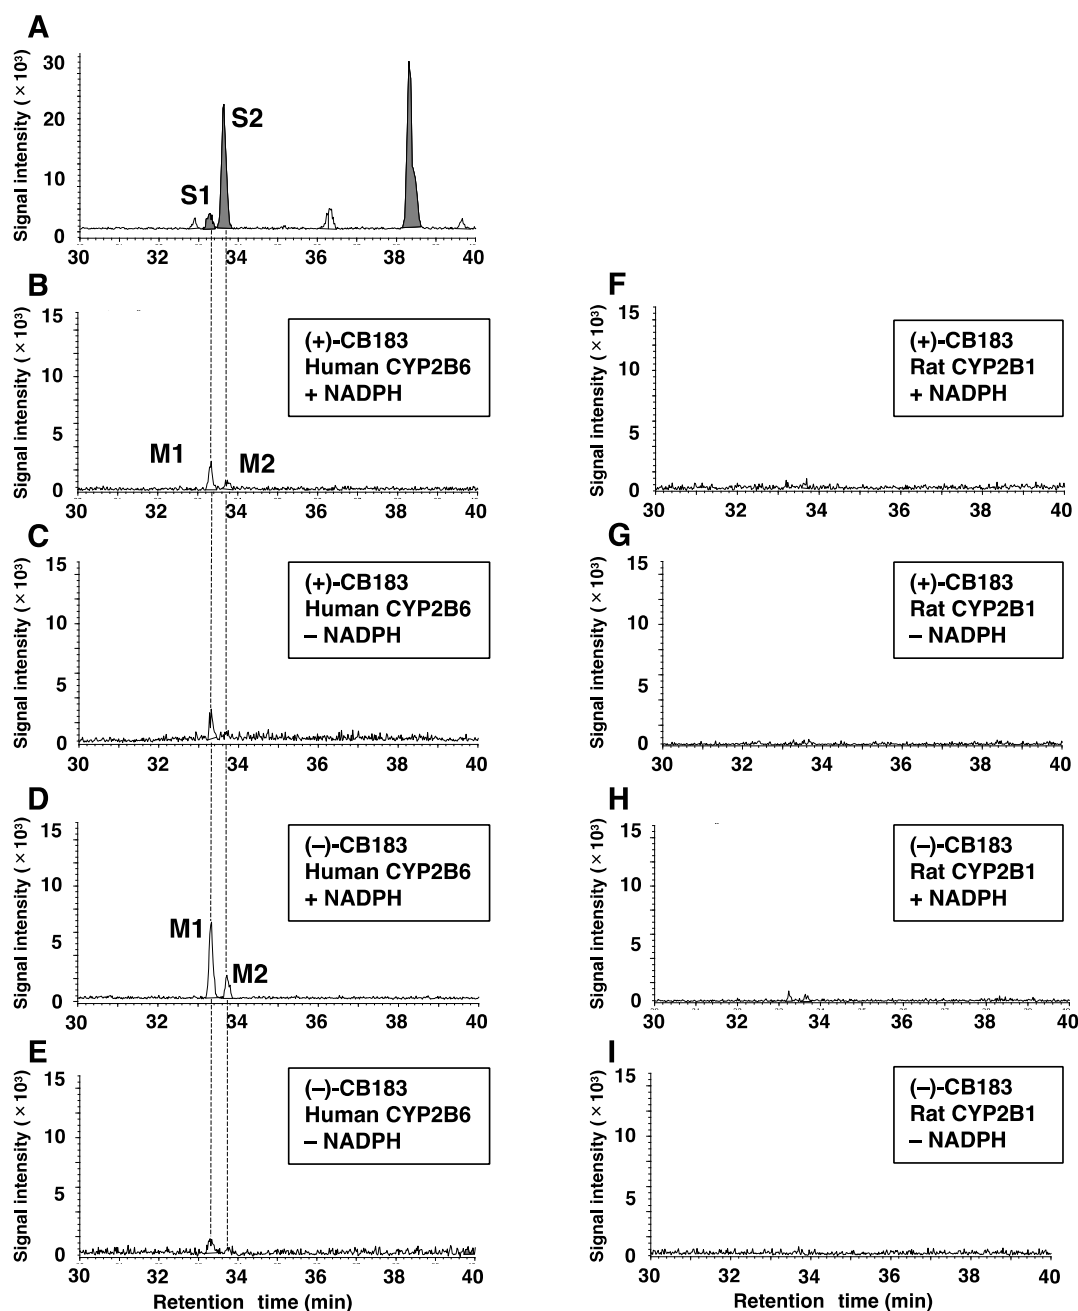 A
Signal intensity (×10³)
30
20
10
0
S1
S2
30 32 34 36 38 40
B
Signal intensity (×10³)
15
10
5
0
(+)-CB183
Human CYP2B6
+ NADPH
M1
M2
30 32 34 36 38 40
C
Signal intensity (×10³)
15
10
5
0
(+)-CB183
Human CYP2B6
– NADPH
30 32 34 36 38 40
D
Signal intensity (×10³)
15
10
5
0
(–)-CB183
Human CYP2B6
+ NADPH
M1
M2
30 32 34 36 38 40
E
Signal intensity (×10³)
15
10
5
0
(–)-CB183
Human CYP2B6
– NADPH
30 32 34 36 38 40
Retention time (min)
F
Signal intensity (×10³)
15
10
5
0
(+)-CB183
Rat CYP2B1
+ NADPH
30 32 34 36 38 40
G
Signal intensity (×10³)
15
10
5
0
(+)-CB183
Rat CYP2B1
– NADPH
30 32 34 36 38 40
H
Signal intensity (×10³)
15
10
5
0
(–)-CB183
Rat CYP2B1
+ NADPH
30 32 34 36 38 40
I
Signal intensity (×10³)
15
10
5
0
(–)-CB183
Rat CYP2B1
– NADPH
30 32 34 36 38 40
Retention time (min)